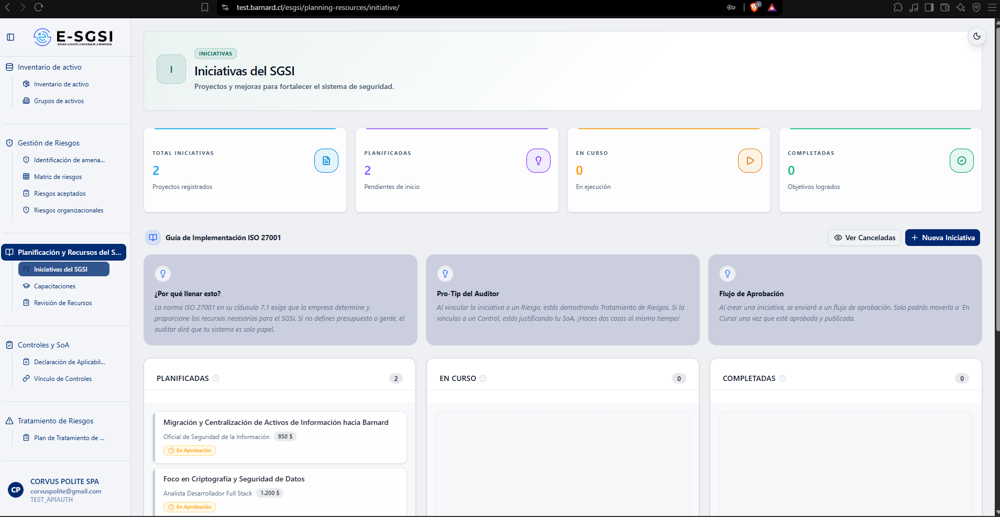 test.barnard.cl/esgsi/planning-resources/initiative/
1
E-SGSI
SISTEMAS DE GESTIÓN DE SEGURIDAD DE LA INFORMACIÓN
Inventario de activo
Inventario de activo
Grupos de activos
Gestión de Riesgos
Identificación de amena...
Matriz de riesgos
Riesgos aceptados
Riesgos organizacionales
Planificación y Recursos del S...
Iniciativas del SGSI
Capacitaciones
Revisión de Recursos
Controles y SoA
Declaración de Aplicabil...
Vínculo de Controles
Tratamiento de Riesgos
Plan de Tratamiento de ...
CP
CORVUS POLITE SPA
corvuspolite@gmail.com
TEST_APIAUTH
I
INICIATIVAS
Iniciativas del SGSI
Proyectos y mejoras para fortalecer el sistema de seguridad.
TOTAL INICIATIVAS
2
Proyectos registrados
PLANIFICADAS
2
Pendientes de inicio
EN CURSO
0
En ejecución
COMPLETADAS
0
Objetivos logrados
Guía de Implementación ISO 27001
Ver Canceladas
Nueva Iniciativa
¿Por qué llenar esto?
La norma ISO 27001 en su cláusula 7.1 exige que la empresa determine y
proporcione los recursos necesarios para el SGSI. Si no defines presupuesto o gente, el
auditor dirá que tu sistema es solo papel.
Pro-Tip del Auditor
Al vincular la iniciativa a un Riesgo, estás demostrando Tratamiento de Riesgos. Si la
vinculas a un Control, estás justificando tu SoA. ¡Haces dos cosas al mismo tiempo!
Flujo de Aprobación
Al crear una iniciativa, se enviará a un flujo de aprobación. Solo podrás moverla a 'En
Curso' una vez que esté aprobada y publicada.
PLANIFICADAS
2
Migración y Centralización de Activos de Información hacia Barnard
Oficial de Seguridad de la Información 850 $
En Aprobación
Foco en Criptografía y Seguridad de Datos
Analista Desarrollador Full Stack 1.200 $
En Aprobación
EN CURSO
0
COMPLETADAS
0